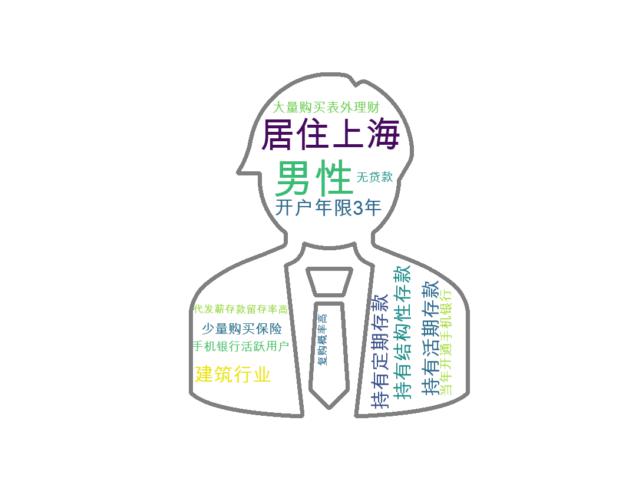 大量购买表外理财
居住上海
男性
无贷款
开户年限3年
代发薪存款留存率高
少量购买保险
手机银行活跃用户
建筑行业
复购概率高
持有定期存款
持有结构性存款
持有活期存款
当年开通手机银行